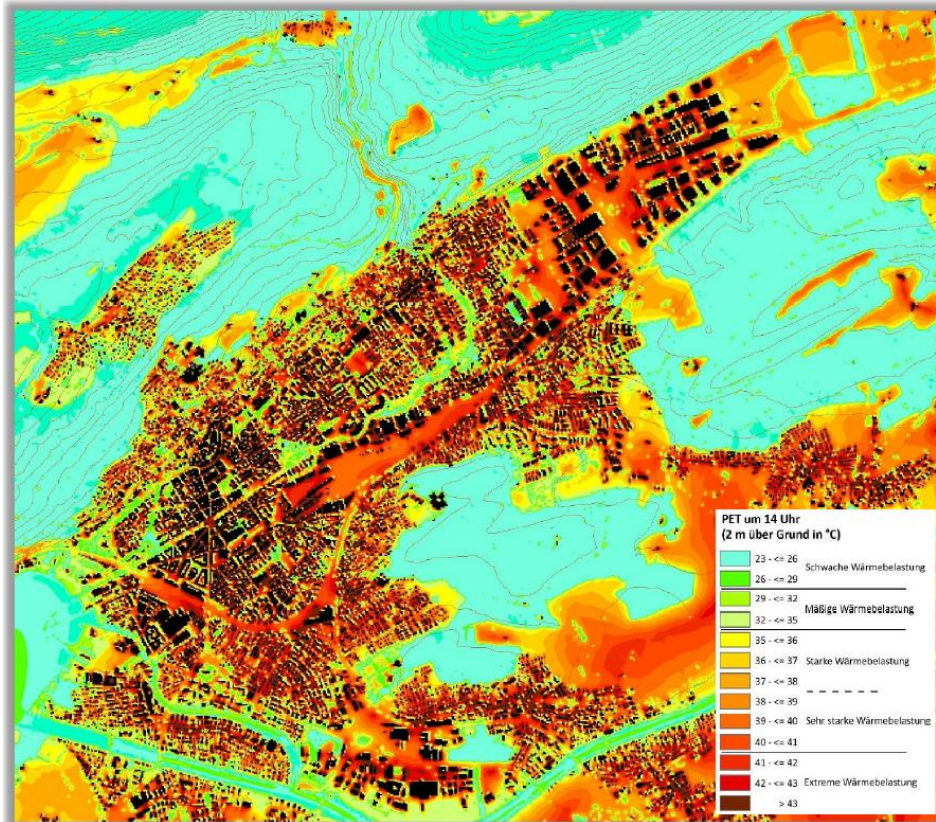 PET um 14 Uhr
(2 m über Grund in °C)
23 - <= 26
Schwache Wärmebelastung
26 - <= 29
29 - <= 32
Mäßige Wärmebelastung
32 - <= 35
35 - <= 36
36 - <= 37
Starke Wärmebelastung
37 - <= 38
38 - <= 39
39 - <= 40
Sehr starke Wärmebelastung
40 - <= 41
41 - <= 42
42 - <= 43
Extreme Wärmebelastung
> 43